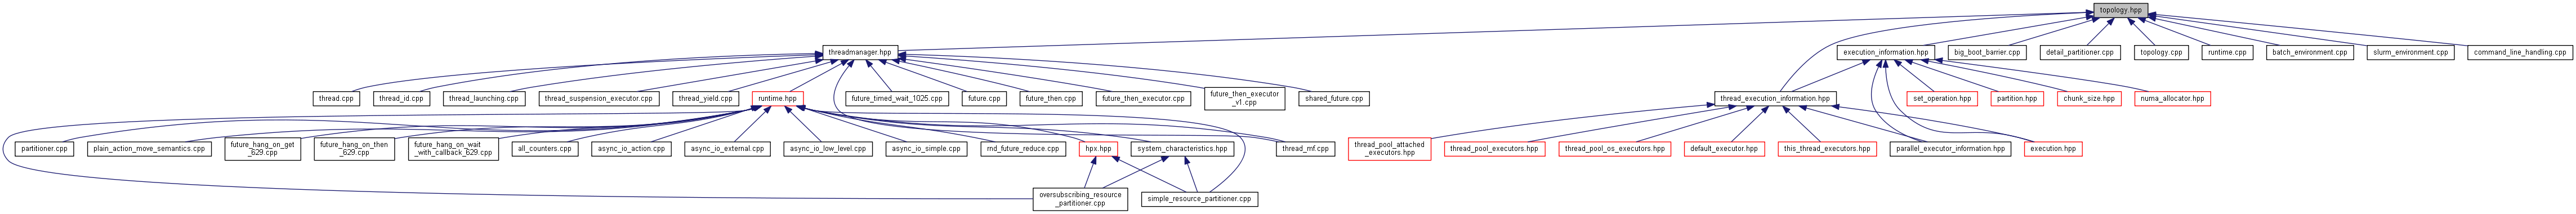 topology.hpp
threadmanager.hpp
execution_information.hpp
big_boot_barrier.cpp
detail_partitioner.cpp
topology.cpp
runtime.cpp
batch_environment.cpp
slurm_environment.cpp
command_line_handling.cpp
thread.cpp
thread_id.cpp
thread_launching.cpp
thread_suspension_executor.cpp
thread_yield.cpp
runtime.hpp
future_timed_wait_1025.cpp
future.cpp
future_then.cpp
future_then_executor.cpp
future_then_executor
_v1.cpp
shared_future.cpp
thread_execution_information.hpp
set_operation.hpp
partition.hpp
chunk_size.hpp
numa_allocator.hpp
partitioner.cpp
plain_action_move_semantics.cpp
future_hang_on_get
_629.cpp
future_hang_on_then
_629.cpp
future_hang_on_wait
_with_callback_629.cpp
all_counters.cpp
async_io_action.cpp
async_io_external.cpp
async_io_low_level.cpp
async_io_simple.cpp
rnd_future_reduce.cpp
hpx.hpp
system_characteristics.hpp
thread_mf.cpp
thread_pool_attached
_executors.hpp
thread_pool_executors.hpp
thread_pool_os_executors.hpp
default_executor.hpp
this_thread_executors.hpp
parallel_executor_information.hpp
execution.hpp
oversubscribing_resource
_partitioner.cpp
simple_resource_partitioner.cpp